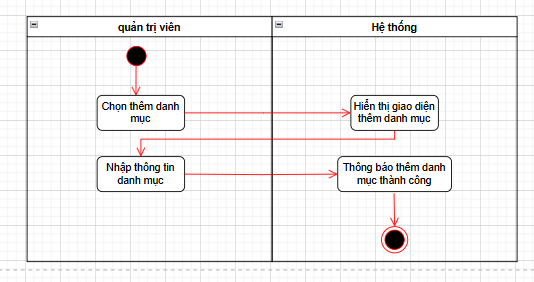 quản trị viên
Hệ thống
Chọn thêm danh
mục
Hiển thị giao diện
thêm danh mục
Nhập thông tin
danh mục
Thông báo thêm danh
mục thành công